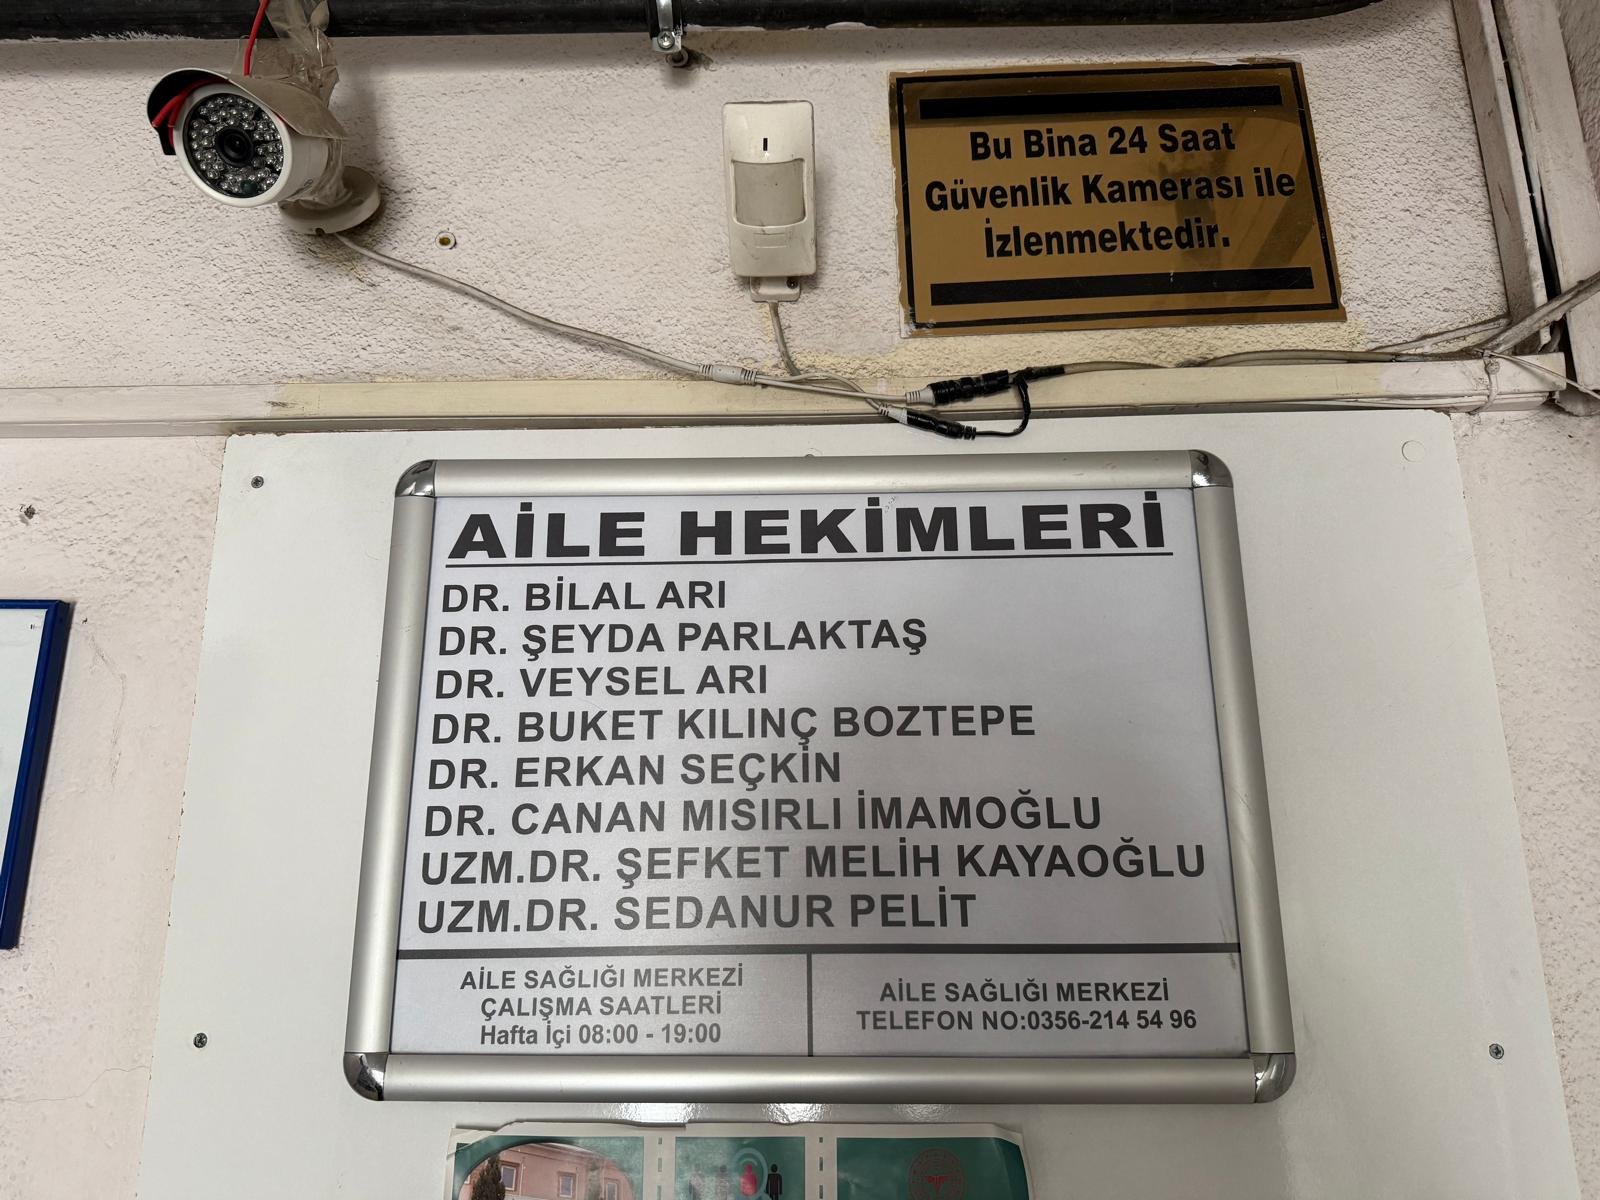 Bu Bina 24 Saat
Güvenlik Kamerası ile
İzlenmektedir.
AİLE HEKİMLERİ
DR. BİLAL ARI
DR. ŞEYDA PARLAKTAŞ
DR. VEYSEL ARI
DR. BUKET KILINÇ BOZTEPE
DR. ERKAN SEÇKİN
DR. CANAN MISIRLI İMAMOĞLU
UZM.DR. ŞEFKET MELİH KAYAOĞLU
UZM.DR. SEDANUR PELİT
AİLE SAĞLIĞI MERKEZİ
ÇALIŞMA SAATLERİ
Hafta İçi 08:00 - 19:00
AİLE SAĞLIĞI MERKEZİ
TELEFON NO:0356-214 54 96